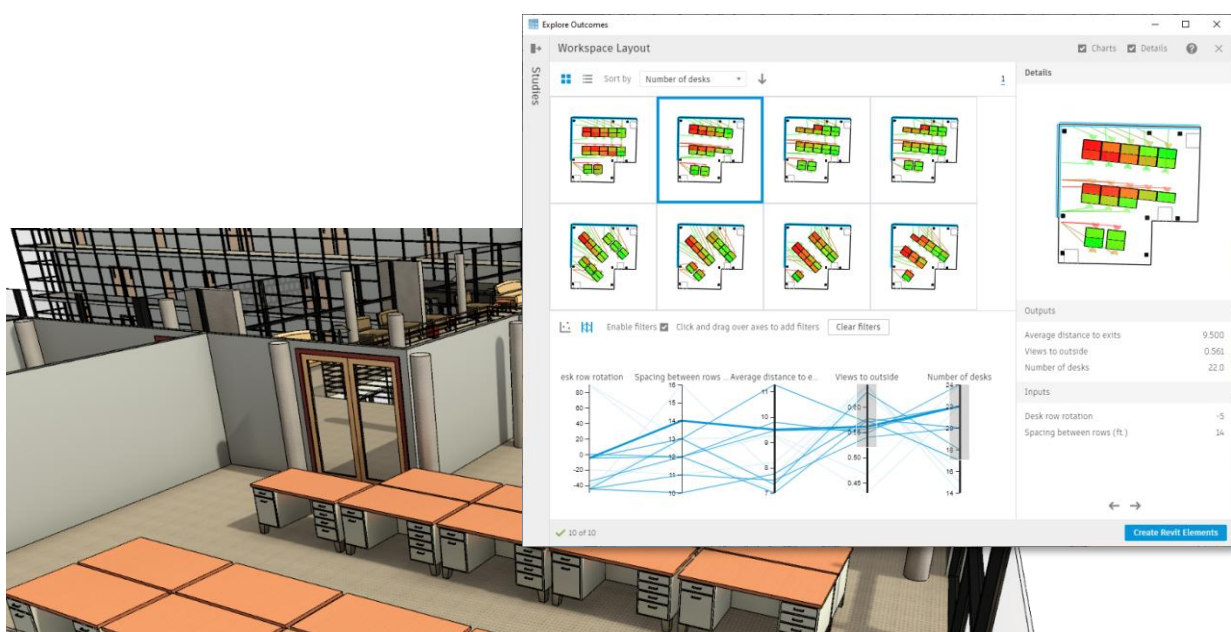 Explore Outcomes
Workspace Layout
Charts
Details
Studies
Sort by
Number of desks
1
Details
Outputs
Average distance to exits 9.500
Views to outside 0.561
Number of desks 22.0
Inputs
Desk row rotation -5
Spacing between rows (ft.) 14
Enable filters
Click and drag over axes to add filters
Clear filters
esk row rotation
Spacing between rows ...
Average distance to e...
Views to outside
Number of desks
80
60
40
20
0
-20
-40
16
15
14
13
12
11
10
11
10
9
8
7
0.60
0.50
0.45
24
18
16
14
10 of 10
Create Revit Elements